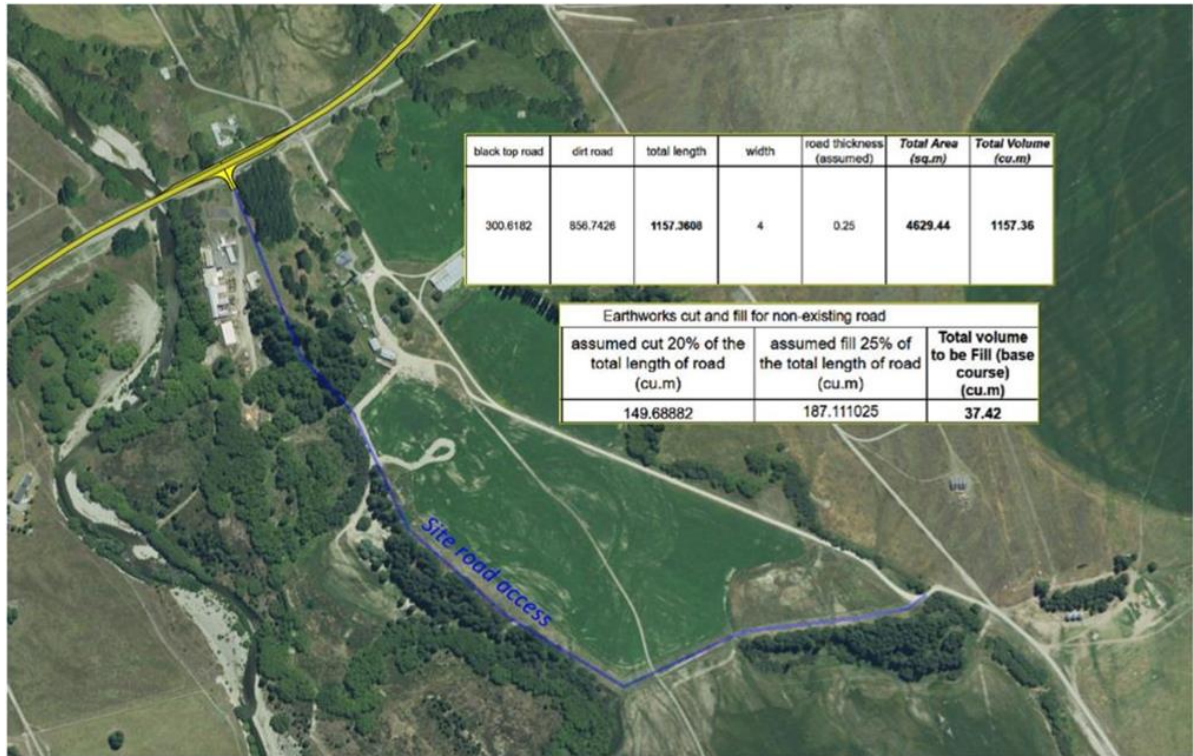 black top road dirt road total length width road thickness (assumed) Total Area (sq.m) Total Volume (cu.m)
300.6182 856.7426 1157.3608 4 0.25 4629.44 1157.36
Earthworks cut and fill for non-existing road
assumed cut 20% of the total length of road (cu.m) assumed fill 25% of the total length of road (cu.m) Total volume to be Fill (base course) (cu.m)
149.68882 187.111025 37.42
Site road access